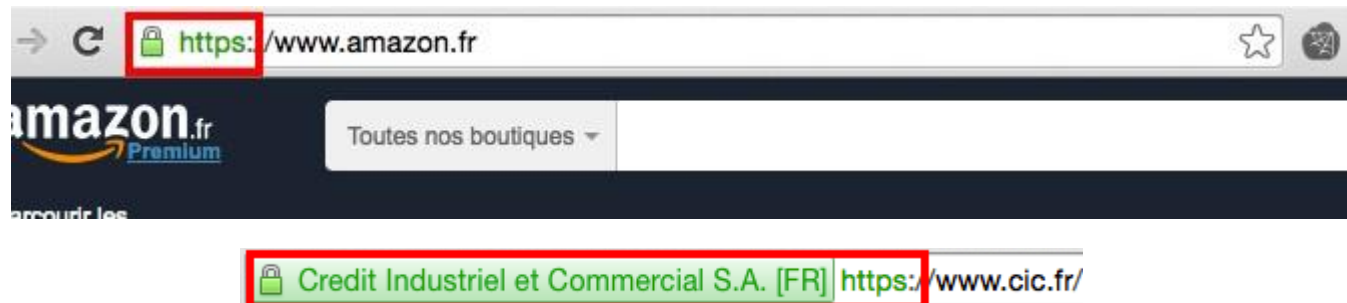 https://www.amazon.fr
amazon.fr
Premium
Toutes nos boutiques
arcourir les
Credit Industriel et Commercial S.A. [FR] https://www.cic.fr/